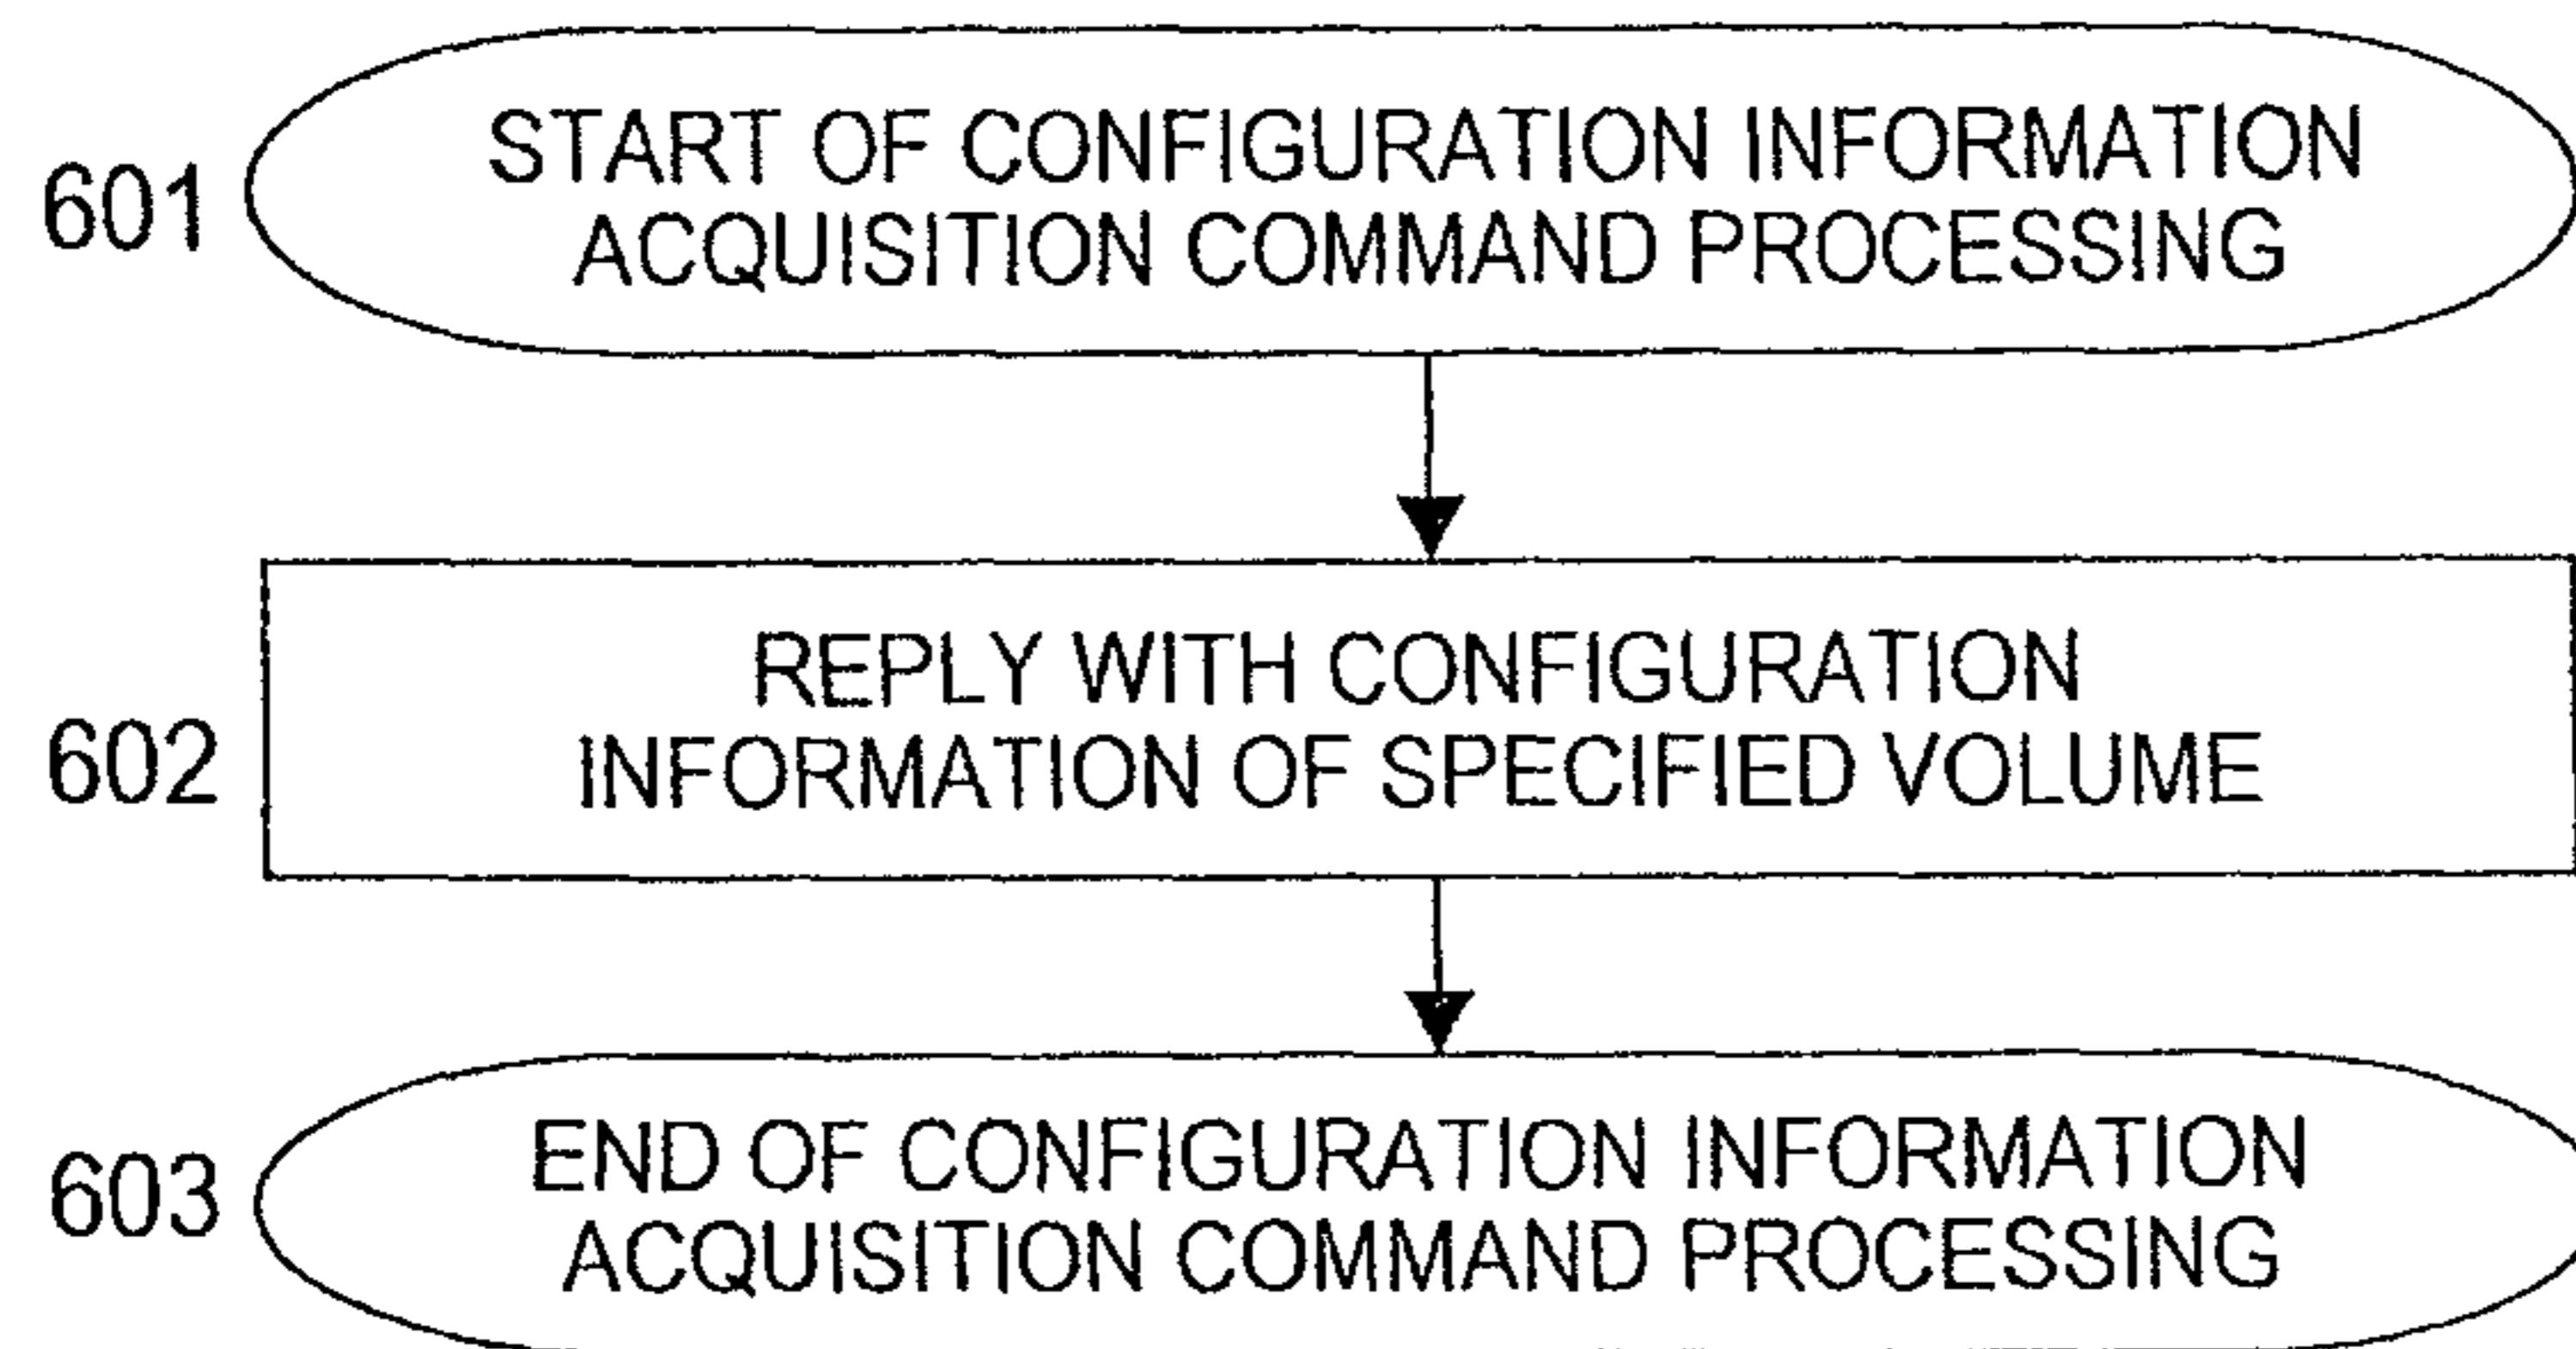 601
START OF CONFIGURATION INFORMATION
ACQUISITION COMMAND PROCESSING
602
REPLY WITH CONFIGURATION
INFORMATION OF SPECIFIED VOLUME
603
END OF CONFIGURATION INFORMATION
ACQUISITION COMMAND PROCESSING